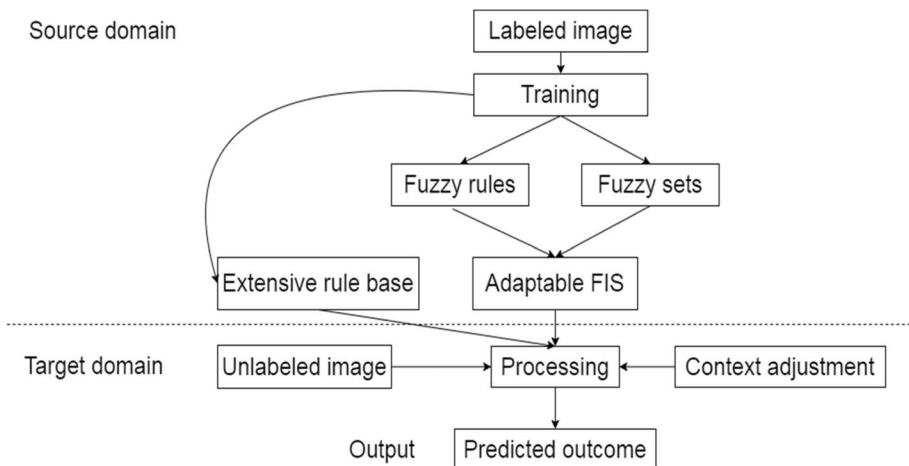 Source domain
Labeled image
Training
Fuzzy rules
Fuzzy sets
Extensive rule base
Adaptable FIS
Target domain
Unlabeled image
Processing
Context adjustment
Output
Predicted outcome